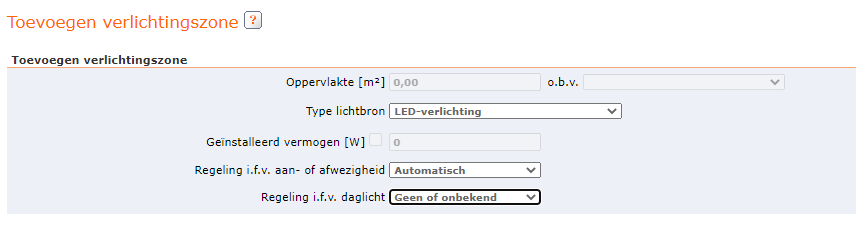 Toevoegen verlichtingszone ?
Toevoegen verlichtingszone
Oppervlakte [m²] 0,00 o.b.v.
Type lichtbron LED-verlichting
Geïnstalleerd vermogen [W] 0
Regeling i.f.v. aan- of afwezigheid Automatisch
Regeling i.f.v. daglicht Geen of onbekend